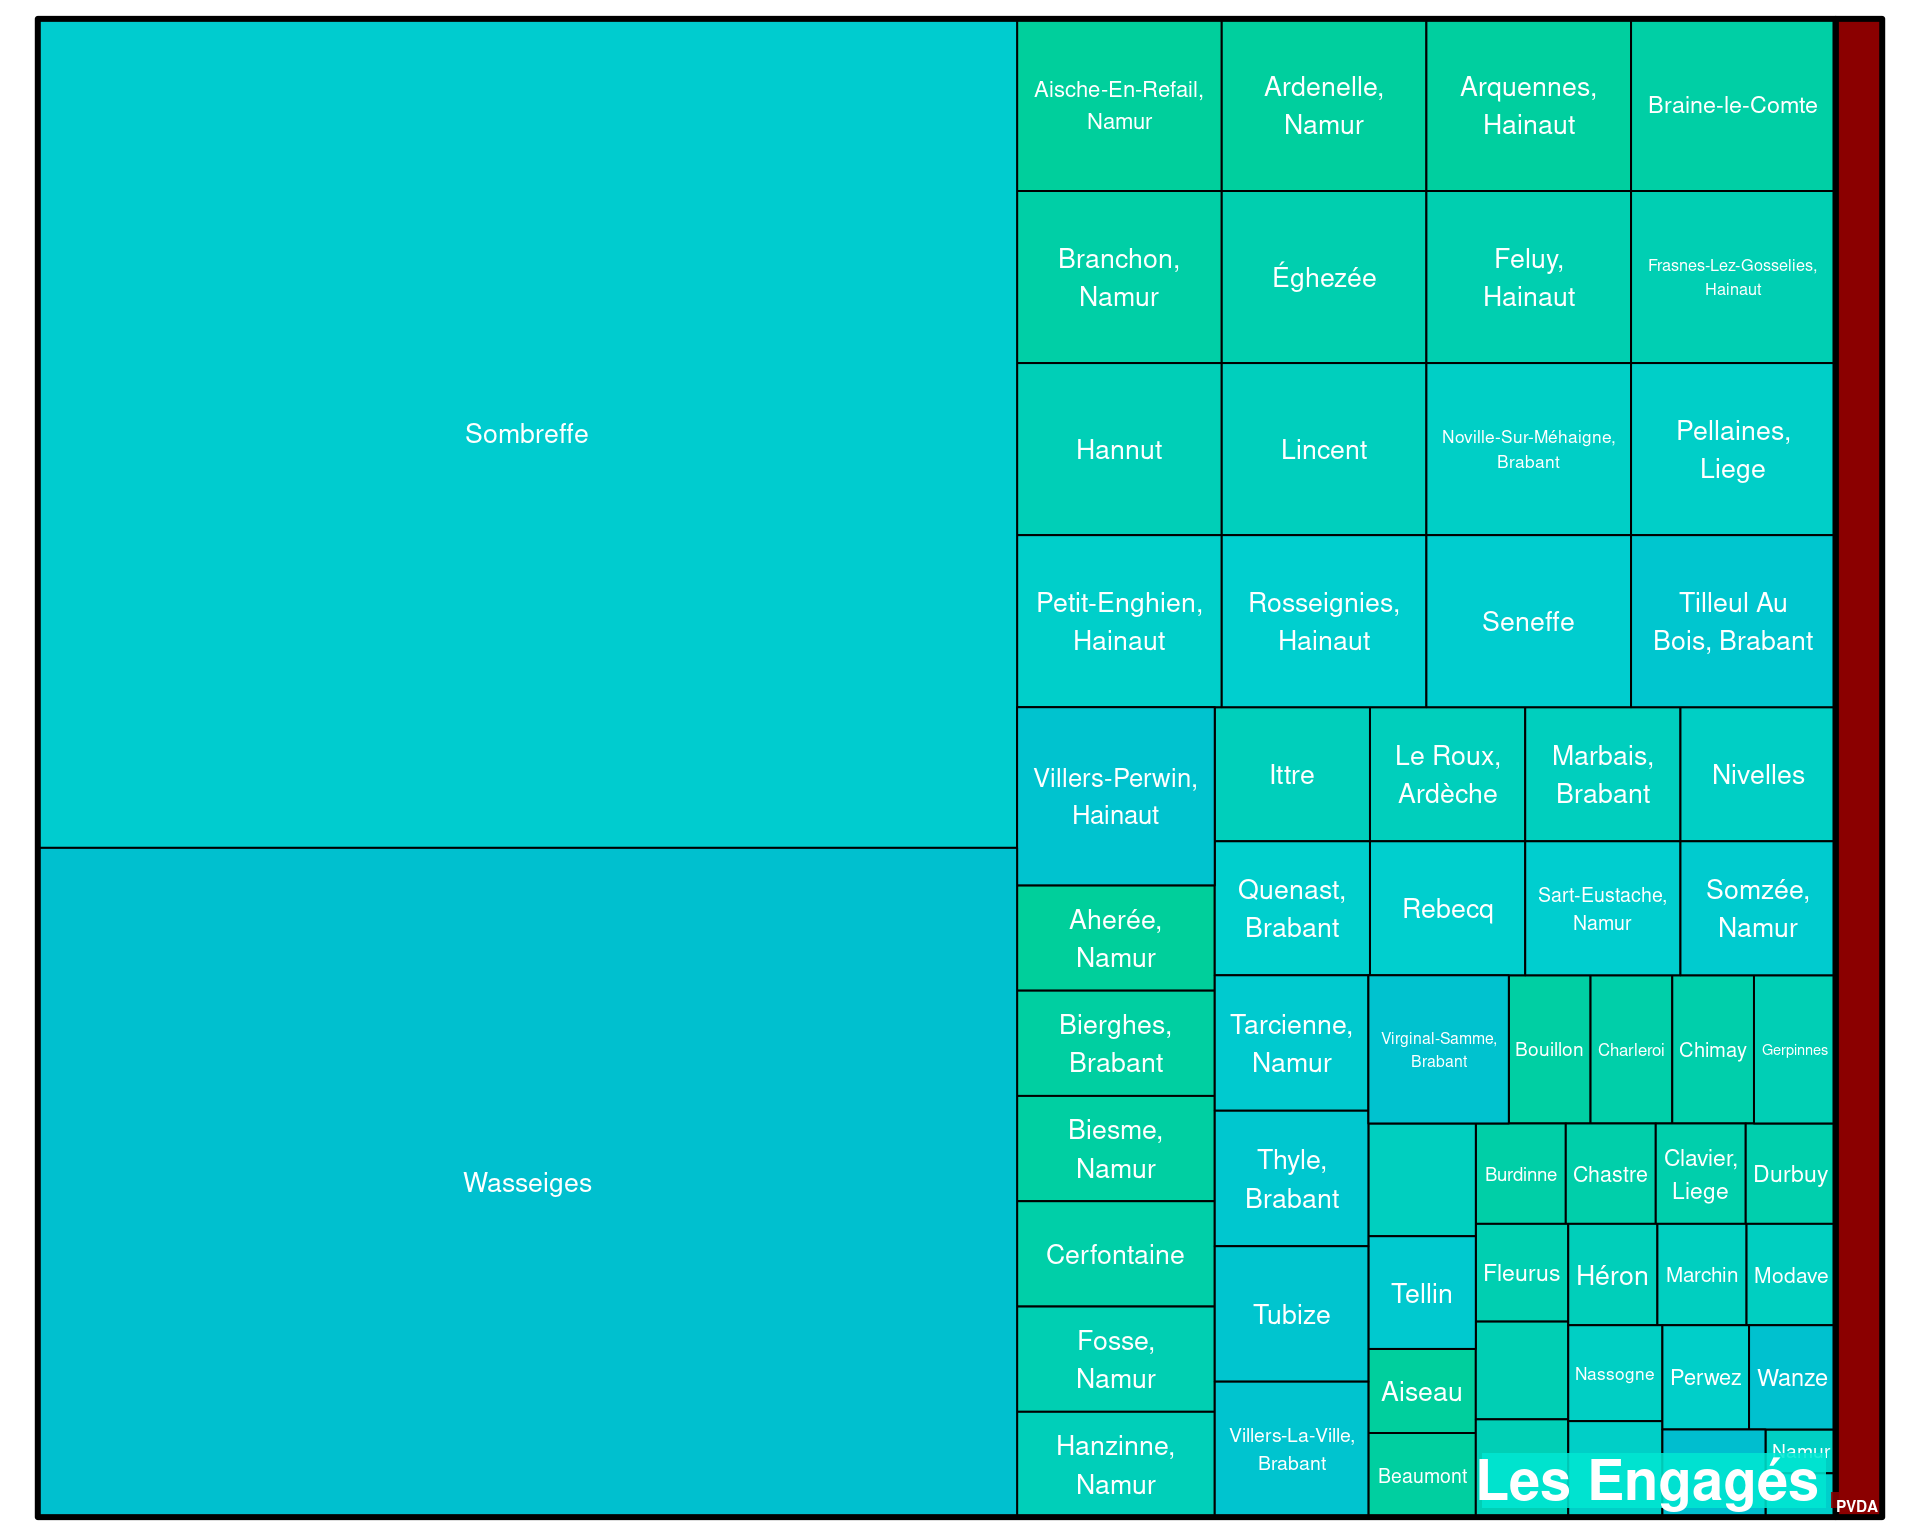 Sombreffe
Wasseiges
Aische-En-Refail,
Namur
Ardenelle,
Namur
Arquennes,
Hainaut
Braine-le-Comte
Branchon,
Namur
Éghezée
Feluy,
Hainaut
Frasnes-Lez-Gosselies,
Hainaut
Hannut
Lincent
Noville-Sur-Méhaigne,
Brabant
Pellaines,
Liege
Petit-Enghien,
Hainaut
Rosseignies,
Hainaut
Seneffe
Tilleul Au
Bois, Brabant
Villers-Perwin,
Hainaut
Ittre
Le Roux,
Ardèche
Marbais,
Brabant
Nivelles
Quenast,
Brabant
Rebecq
Sart-Eustache,
Namur
Somzée,
Namur
Aherée,
Namur
Bierghes,
Brabant
Biesme,
Namur
Cerfontaine
Fosse,
Namur
Hanzinne,
Namur
Tarcienne,
Namur
Thyle,
Brabant
Tubize
Villers-La-Ville,
Brabant
Virginal-Samme,
Brabant
Bouillon
Charleroi
Chimay
Gerpinnes
Tellin
Aiseau
Beaumont
Burdinne
Chastre
Clavier,
Liege
Durbuy
Fleurus
Héron
Marchin
Modave
Nassogne
Perwez
Wanze
Namur
Les Engagés
PVDA